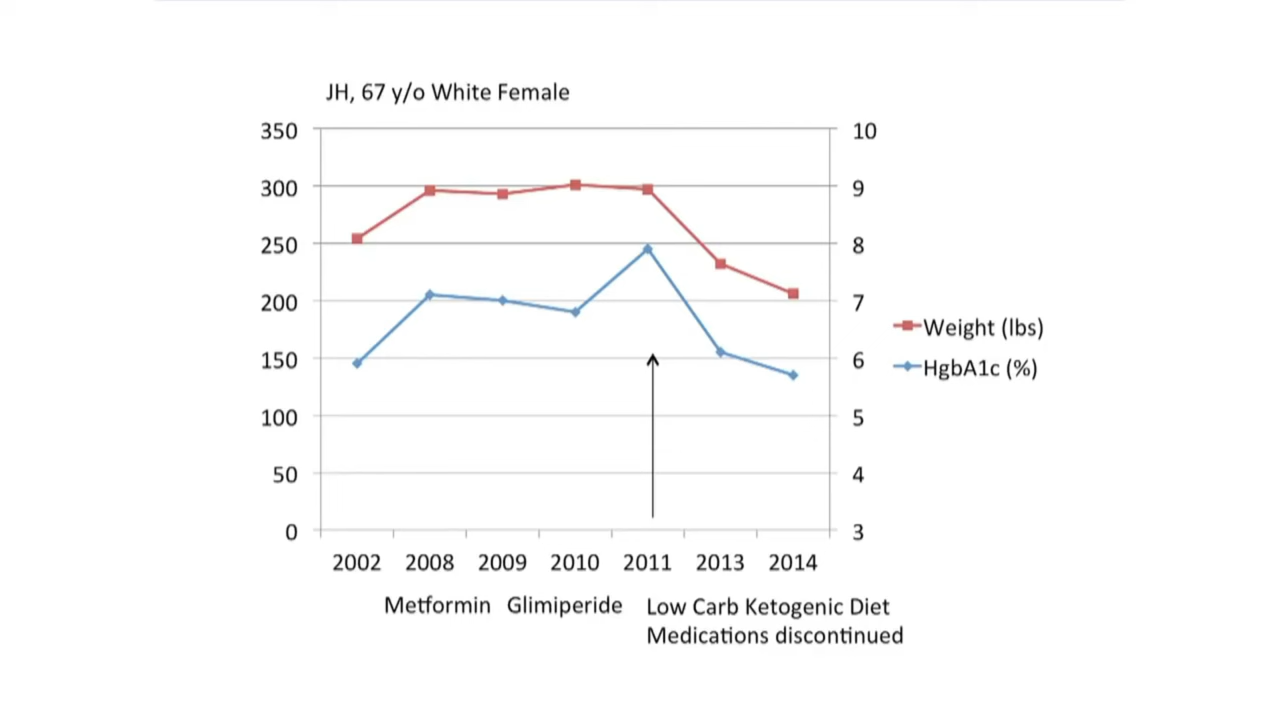 JH, 67 y/o White Female
350
300
250
200
150
100
50
0
10
9
8
7
6
5
4
3
Weight (lbs)
HgbA1c (%)
2002 2008 2009 2010 2011 2013 2014
Metformin Glimiperide Low Carb Ketogenic Diet
Medications discontinued